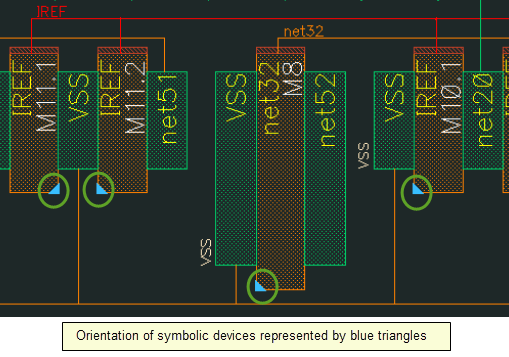 IREF
net32
IREF
M11.1
VSS
IREF
M11.2
net51
VSS
net32
M8
net52
VSS
IREF
M10.1
net20
VSS
VSS
Orientation of symbolic devices represented by blue triangles